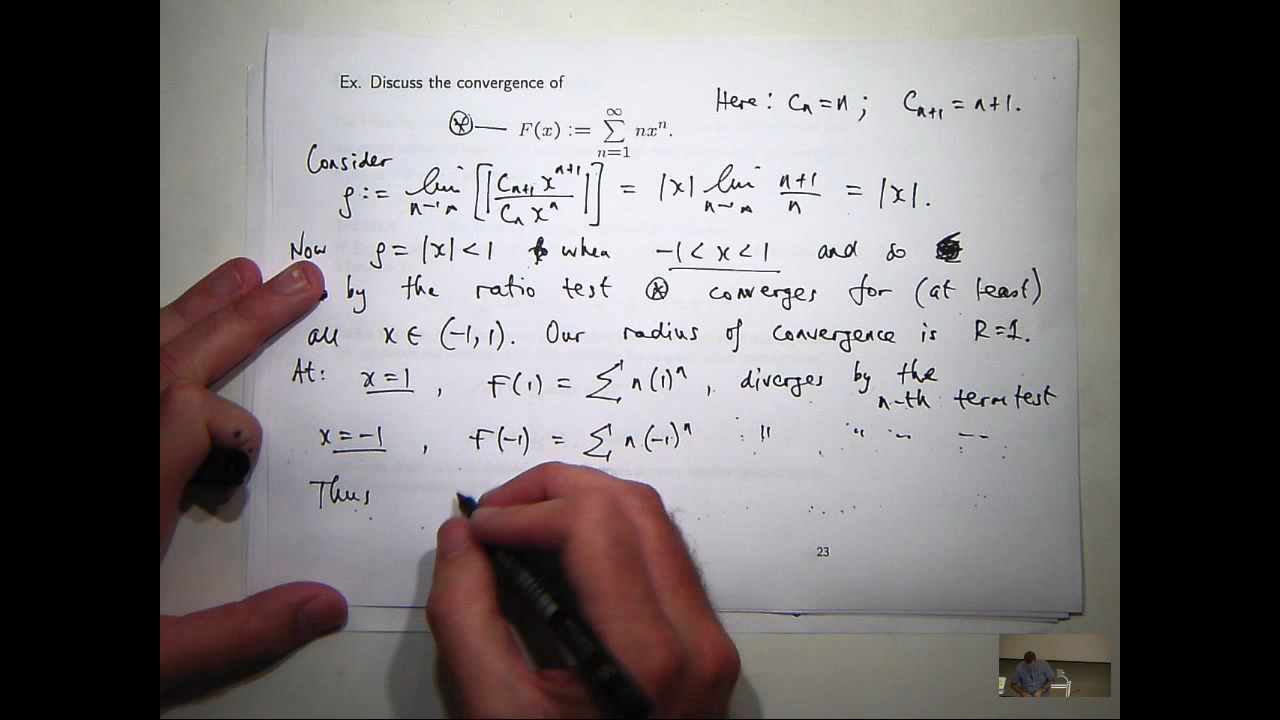 Ex. Discuss the convergence of
Here: Cn = n ; Cn+1 = n+1.
⊛ — F(x) := ∑_{n=1}^{∞} nx^n.
Consider
ρ := lim_{n→∞} [|C_{n+1} x^{n+1} / C_n x^n|] = |x| lim_{n→∞} n+1/n = |x|.
Now ρ = |x| < 1 when -1 < x < 1 and so
by the ratio test ⊛ converges for (at least)
all x ∈ (-1, 1). Our radius of convergence is R=1.
At: x = 1 , F(1) = ∑ n(1)^n , diverges by the
n-th term test
x = -1 , F(-1) = ∑ n(-1)^n " " " "
Thus
23